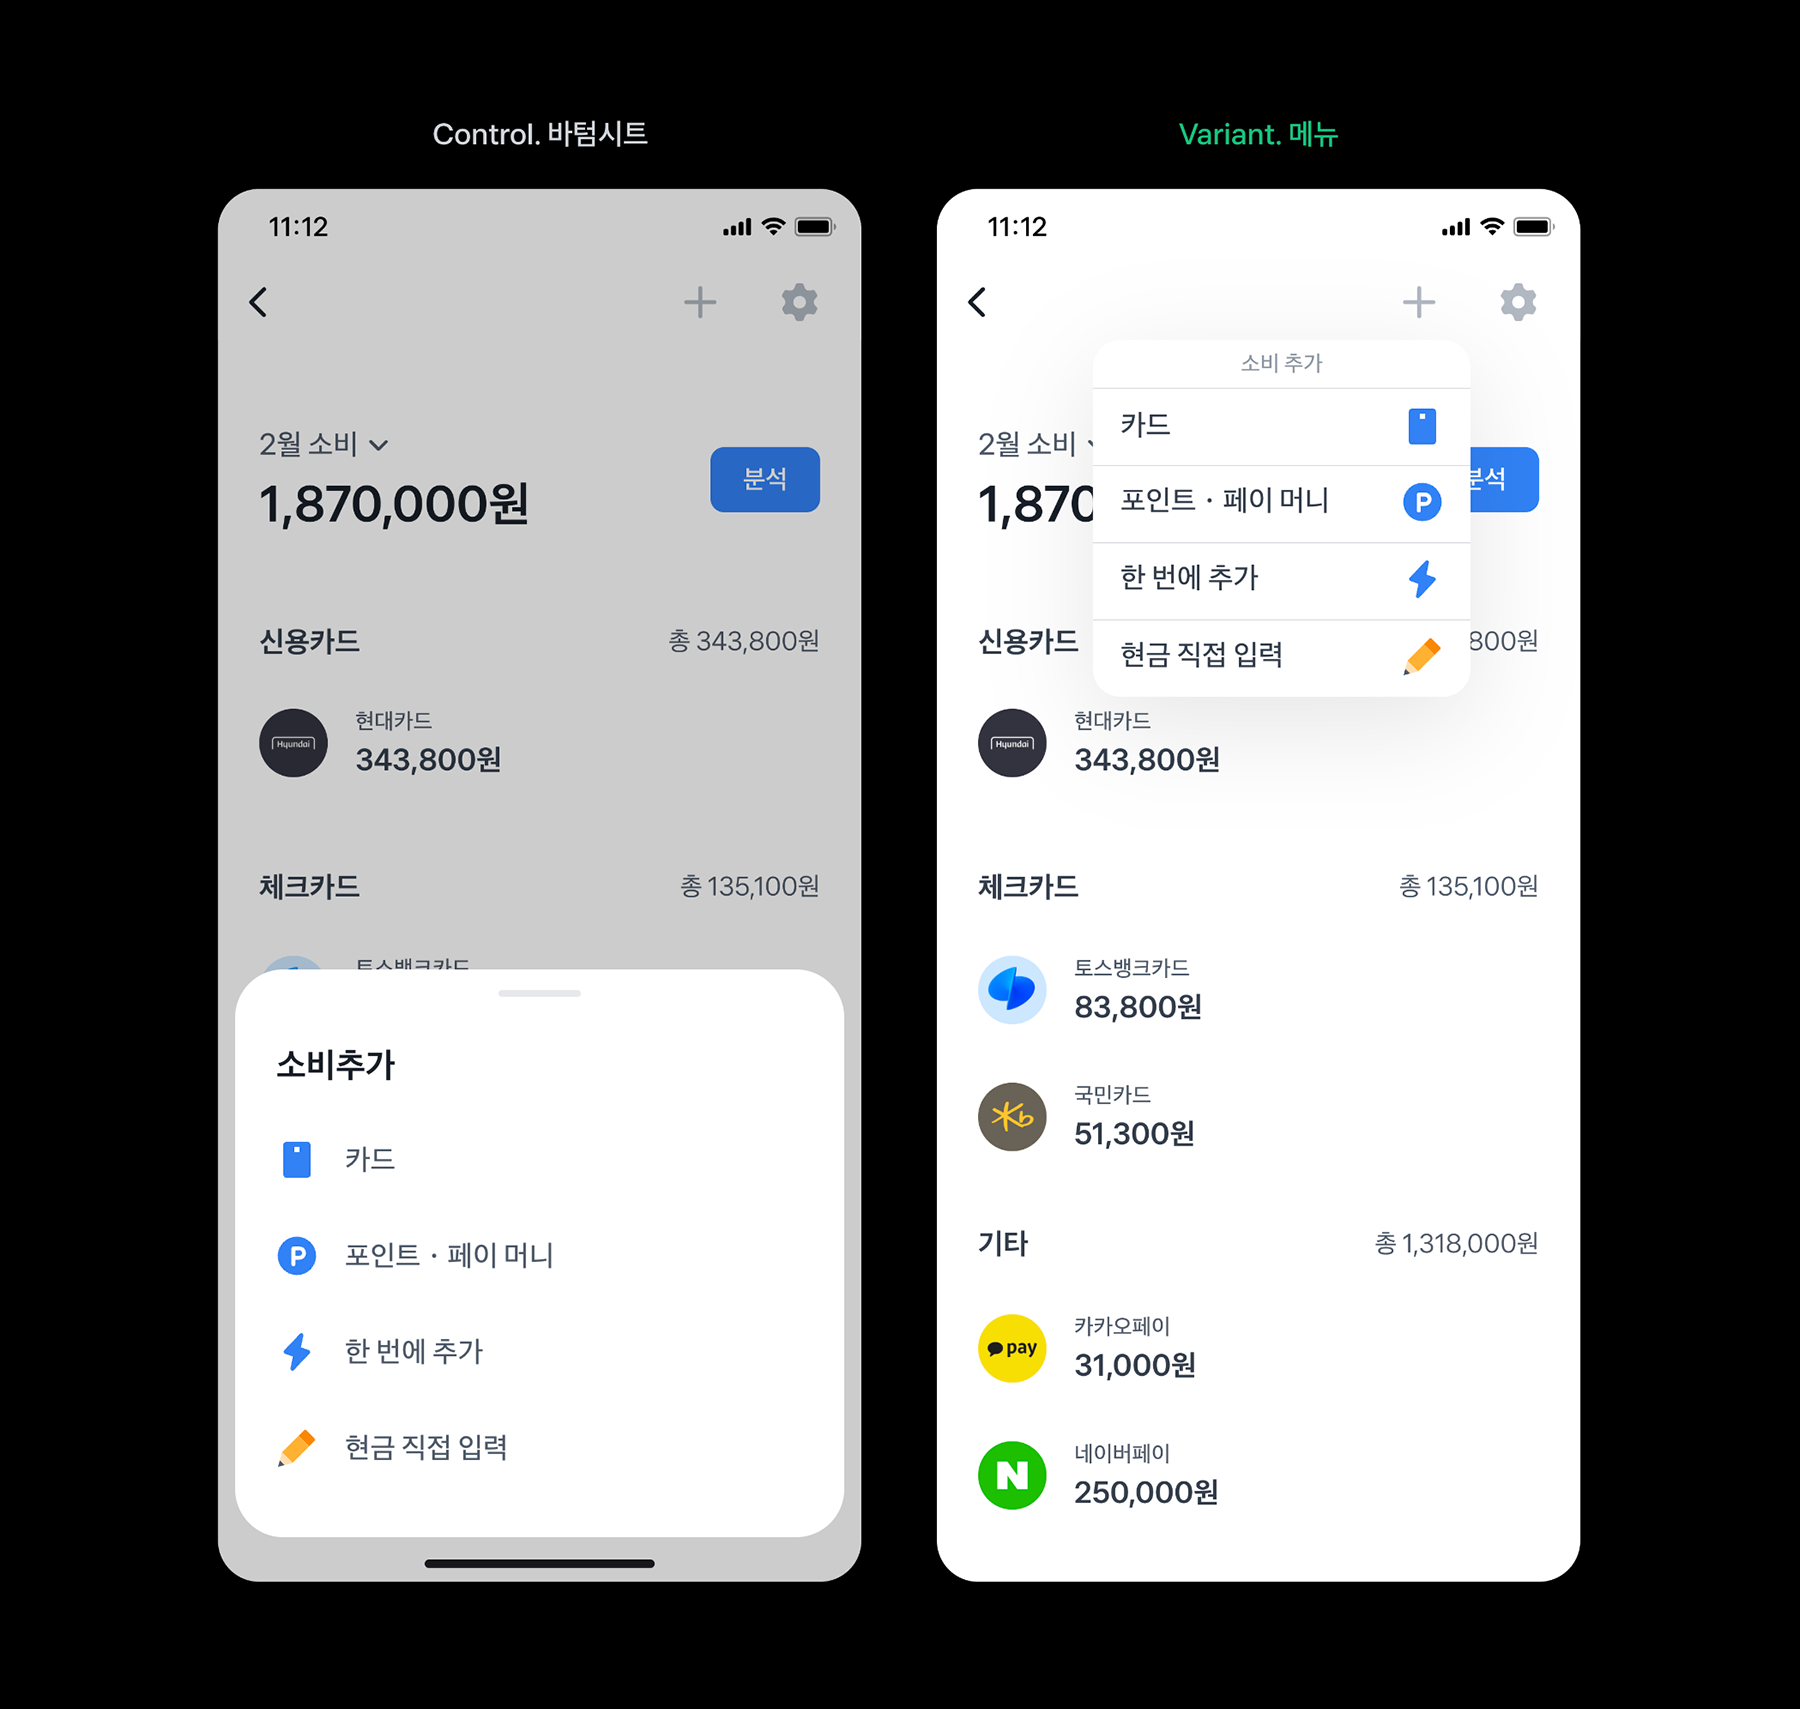 Control. 바텀시트
11:12
2월 소비
1,870,000원
분석
신용카드
총 343,800원
Hyundai
현대카드
343,800원
체크카드
총 135,100원
토스뱅크카드
소비추가
카드
P
포인트 · 페이 머니
한 번에 추가
현금 직접 입력
Variant. 메뉴
11:12
소비 추가
카드
포인트 · 페이 머니
P
한 번에 추가
현금 직접 입력
2월 소비
1,870
분석
신용카드
800원
Hyundai
현대카드
343,800원
체크카드
총 135,100원
토스뱅크카드
83,800원
Kb
국민카드
51,300원
기타
총 1,318,000원
pay
카카오페이
31,000원
N
네이버페이
250,000원